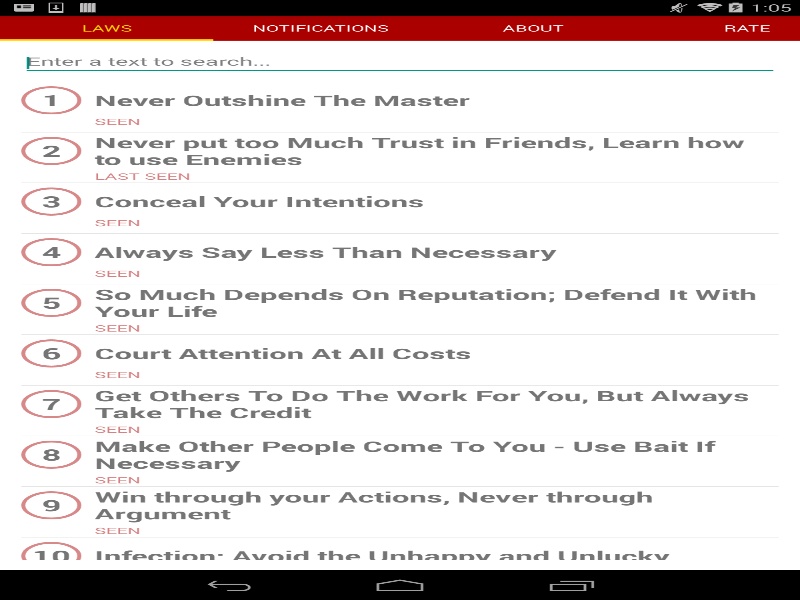 1:05
LAWS NOTIFICATIONS ABOUT RATE
Enter a text to search...
1 Never Outshine The Master
SEEN
2 Never put too Much Trust in Friends, Learn how
to use Enemies
LAST SEEN
3 Conceal Your Intentions
SEEN
4 Always Say Less Than Necessary
SEEN
5 So Much Depends On Reputation; Defend It With
Your Life
SEEN
6 Court Attention At All Costs
SEEN
7 Get Others To Do The Work For You, But Always
Take The Credit
SEEN
8 Make Other People Come To You - Use Bait If
Necessary
SEEN
9 Win through your Actions, Never through
Argument
SEEN
10 Infection: Avoid the Unhappy and Unlucky